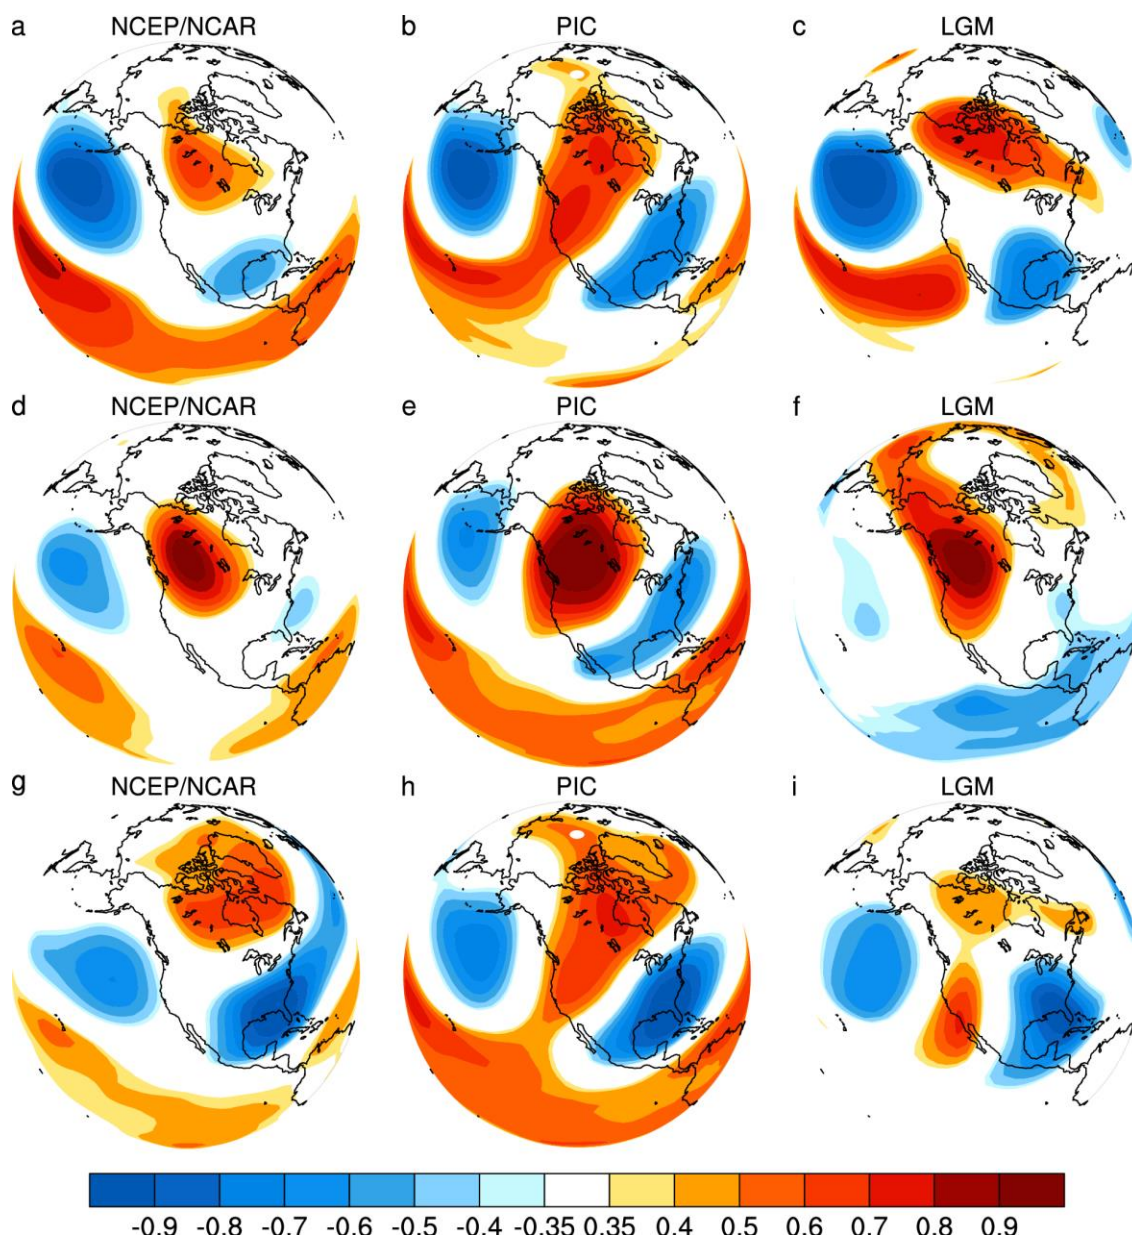 a NCEP/NCAR b PIC c LGM
d NCEP/NCAR e PIC f LGM
g NCEP/NCAR h PIC i LGM
-0.9 -0.8 -0.7 -0.6 -0.5 -0.4 -0.35 0.35 0.4 0.5 0.6 0.7 0.8 0.9